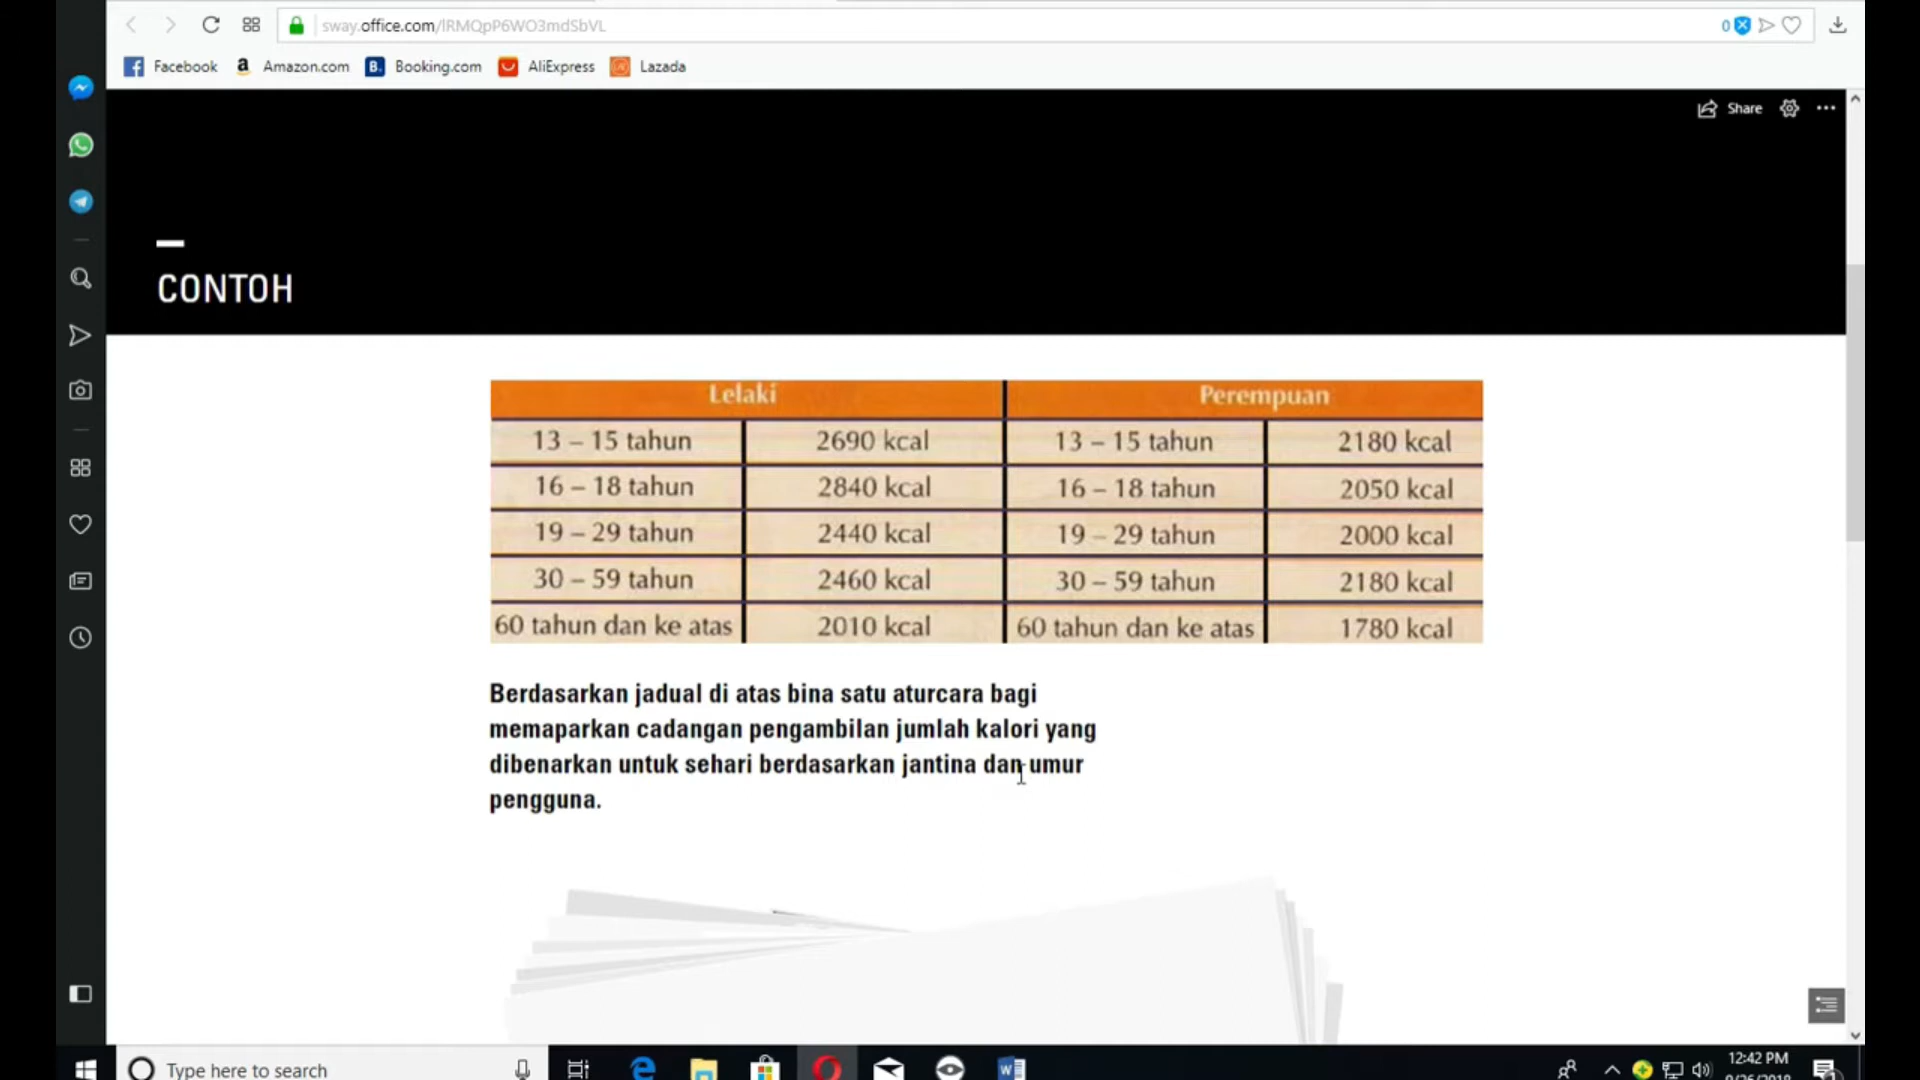 sway.office.com/lRMQpP6WO3mdSbVL
0
Facebook Amazon.com Booking.com AliExpress Lazada
Share
CONTOH
Lelaki Perempuan
13 – 15 tahun 2690 kcal 13 – 15 tahun 2180 kcal
16 – 18 tahun 2840 kcal 16 – 18 tahun 2050 kcal
19 – 29 tahun 2440 kcal 19 – 29 tahun 2000 kcal
30 – 59 tahun 2460 kcal 30 – 59 tahun 2180 kcal
60 tahun dan ke atas 2010 kcal 60 tahun dan ke atas 1780 kcal
Berdasarkan jadual di atas bina satu aturcara bagi
memaparkan cadangan pengambilan jumlah kalori yang
dibenarkan untuk sehari berdasarkan jantina dan umur
pengguna.
Type here to search
12:42 PM